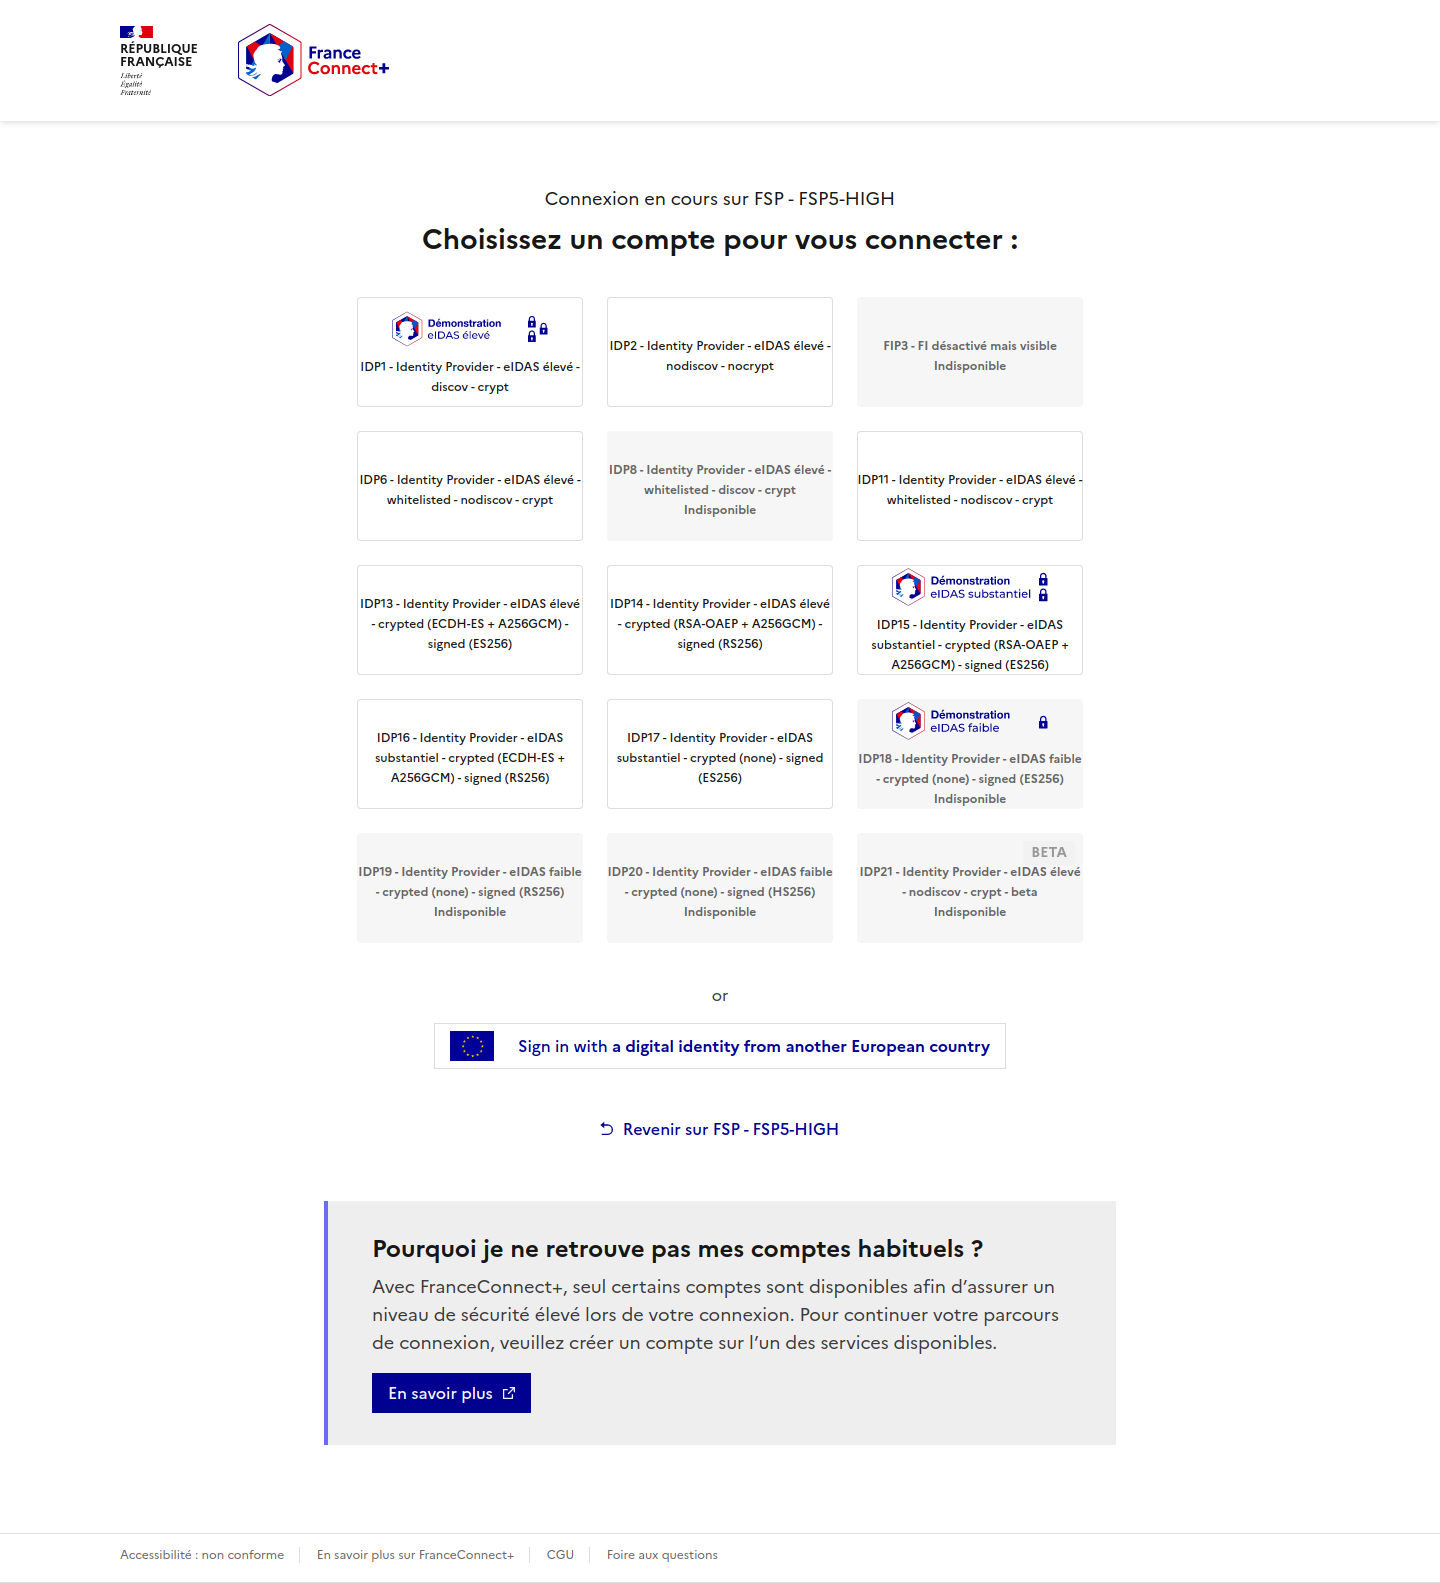 RÉPUBLIQUE
FRANÇAISE
Liberté
Égalité
Fraternité
France
Connect+
Connexion en cours sur FSP - FSP5-HIGH
Choisissez un compte pour vous connecter :
Démonstration
eIDAS élevé
IDP1 - Identity Provider - eIDAS élevé -
discov - crypt
IDP2 - Identity Provider - eIDAS élevé -
nodiscov - nocrypt
FIP3 - FI désactivé mais visible
Indisponible
IDP6 - Identity Provider - eIDAS élevé -
whitelisted - nodiscov - crypt
IDP8 - Identity Provider - eIDAS élevé -
whitelisted - discov - crypt
Indisponible
IDP11 - Identity Provider - eIDAS élevé -
whitelisted - nodiscov - crypt
IDP13 - Identity Provider - eIDAS élevé
- crypted (ECDH-ES + A256GCM) -
signed (ES256)
IDP14 - Identity Provider - eIDAS élevé
- crypted (RSA-OAEP + A256GCM) -
signed (RS256)
Démonstration
eIDAS substantiel
IDP15 - Identity Provider - eIDAS
substantiel - crypted (RSA-OAEP +
A256GCM) - signed (ES256)
IDP16 - Identity Provider - eIDAS
substantiel - crypted (ECDH-ES +
A256GCM) - signed (RS256)
IDP17 - Identity Provider - eIDAS
substantiel - crypted (none) - signed
(ES256)
Démonstration
eIDAS faible
IDP18 - Identity Provider - eIDAS faible
- crypted (none) - signed (ES256)
Indisponible
IDP19 - Identity Provider - eIDAS faible
- crypted (none) - signed (RS256)
Indisponible
IDP20 - Identity Provider - eIDAS faible
- crypted (none) - signed (HS256)
Indisponible
BETA
IDP21 - Identity Provider - eIDAS élevé
- nodiscov - crypt - beta
Indisponible
or
Sign in with a digital identity from another European country
Revenir sur FSP - FSP5-HIGH
Pourquoi je ne retrouve pas mes comptes habituels ?
Avec FranceConnect+, seul certains comptes sont disponibles afin d’assurer un
niveau de sécurité élevé lors de votre connexion. Pour continuer votre parcours
de connexion, veuillez créer un compte sur l’un des services disponibles.
En savoir plus
Accessibilité : non conforme
En savoir plus sur FranceConnect+
CGU
Foire aux questions